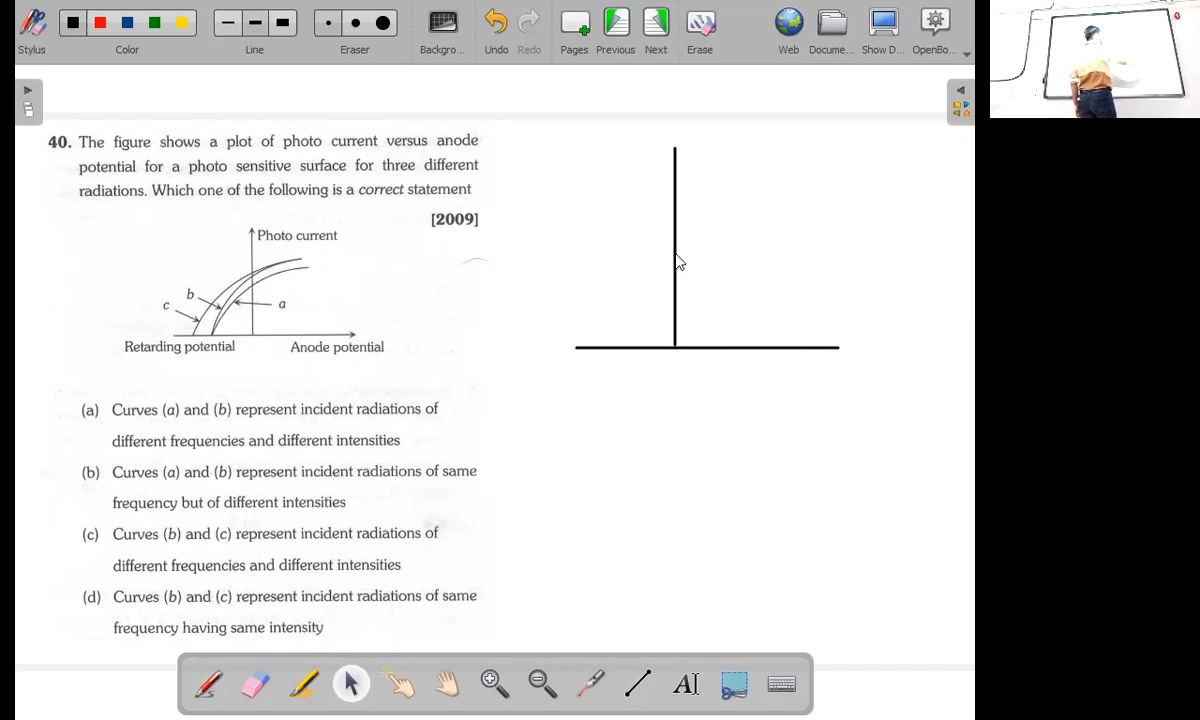 Stylus
Color
Line
Eraser
Backgro...
Undo
Redo
Pages
Previous
Next
Erase
Web
Docume...
Show D...
OpenBo...
40. The figure shows a plot of photo current versus anode
potential for a photo sensitive surface for three different
radiations. Which one of the following is a correct statement
[2009]
Photo current
b
c
a
Retarding potential
Anode potential
(a) Curves (a) and (b) represent incident radiations of
different frequencies and different intensities
(b) Curves (a) and (b) represent incident radiations of same
frequency but of different intensities
(c) Curves (b) and (c) represent incident radiations of
different frequencies and different intensities
(d) Curves (b) and (c) represent incident radiations of same
frequency having same intensity
AI